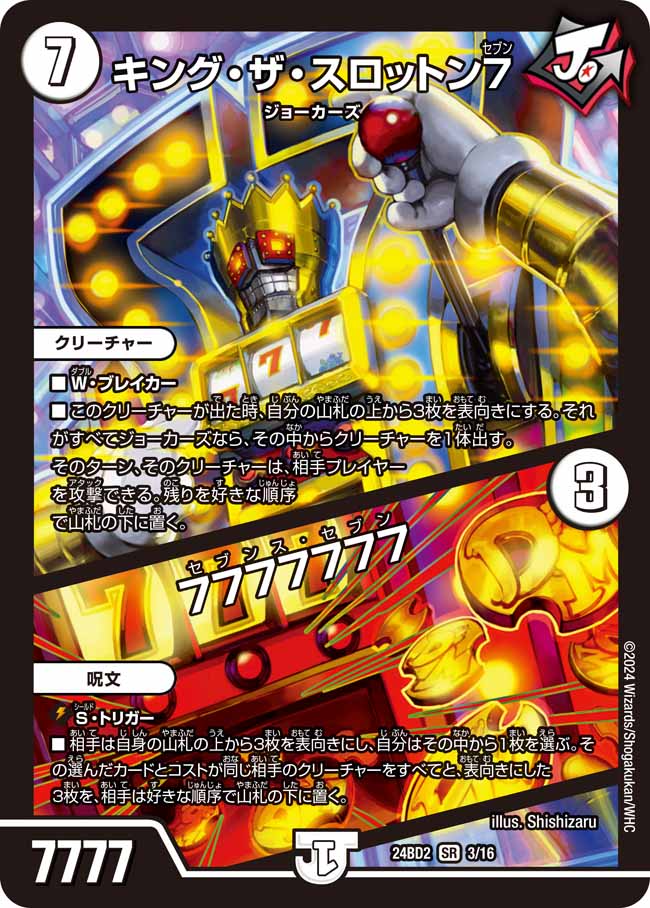 7
キング・ザ・スロットン7
セブン
ジョーカーズ
J
777
クリーチャー
■W・ブレイカー
ダブル
■このクリーチャーが出た時、自分の山札の上から3枚を表向きにする。それ
がすべてジョーカーズなら、その中からクリーチャーを1体出す。
そのターン、そのクリーチャーは、相手プレイヤー
を攻撃できる。残りを好きな順序
で山札の下に置く。
3
セブンス・セブン
7777777
呪文
S・トリガー
シールド
■相手は自身の山札の上から3枚を表向きにし、自分はその中から1枚を選ぶ。そ
の選んだカードとコストが同じ相手のクリーチャーをすべてと、表向きにした
3枚を、相手は好きな順序で山札の下に置く。
illus. Shishizaru
©2024 Wizards/Shogakukan/WHC
7777
24BD2 SR 3/16